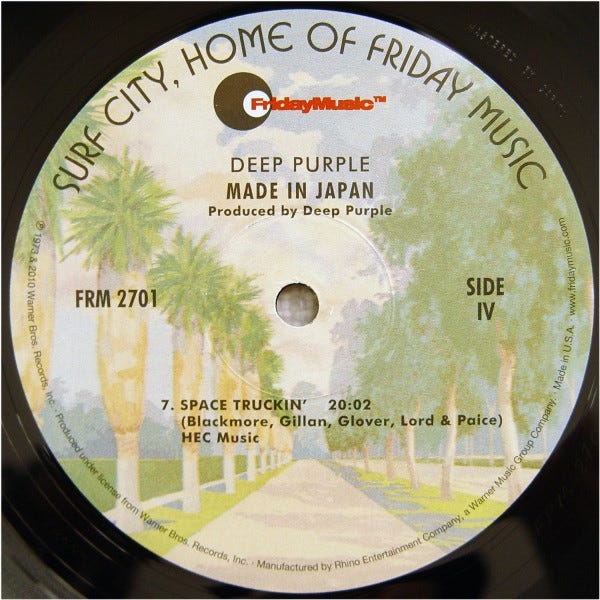 SURF CITY, HOME OF FRIDAY MUSIC
FridayMusic™
DEEP PURPLE
MADE IN JAPAN
Produced by Deep Purple
FRM 2701
SIDE
IV
7. SPACE TRUCKIN' 20:02
(Blackmore, Gillan, Glover, Lord & Paice)
HEC Music
℗ 1973 & 2010 Warner Bros. Records, Inc. · Produced under license from Warner Bros. Records, Inc. · Manufactured by Rhino Entertainment Company, a Warner Music Group Company. · Made in U.S.A. · www.fridaymusic.com
MASTERED BY